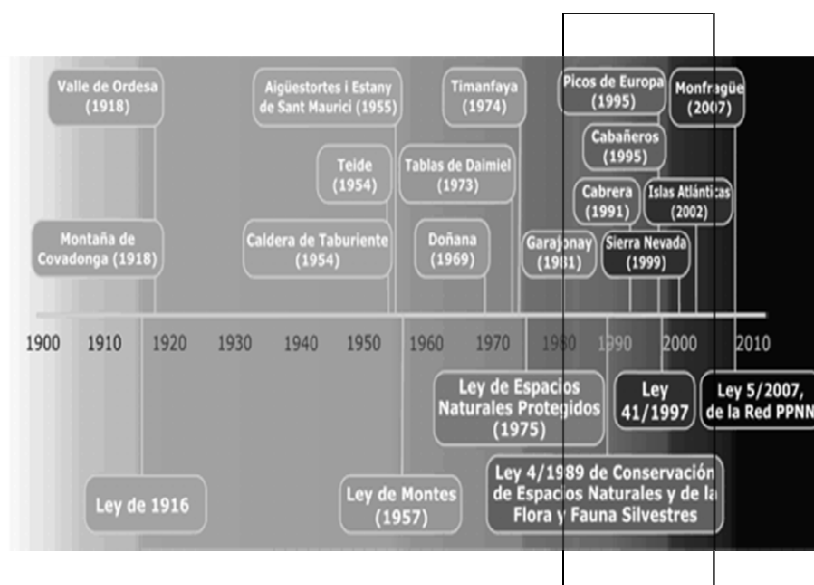 Valle de Ordesa
(1918)
Aigüestortes i Estany
de Sant Maurici (1955)
Timanfaya
(1974)
Picos de Europa
(1995)
Monfragüe
(2007)
Cabañeros
(1995)
Teide
(1954)
Tablas de Daimiel
(1973)
Cabrera
(1991)
Islas Atlánticas
(2002)
Montaña de
Covadonga (1918)
Caldera de Taburiente
(1954)
Doñana
(1969)
Garajonay
(1981)
Sierra Nevada
(1999)
1900 1910 1920 1930 1940 1950 1960 1970 1980 1990 2000 2010
Ley de Espacios
Naturales Protegidos
(1975)
Ley
41/1997
Ley 5/2007,
de la Red PPNN
Ley de 1916
Ley de Montes
(1957)
Ley 4/1989 de Conservación
de Espacios Naturales y de la
Flora y Fauna Silvestres